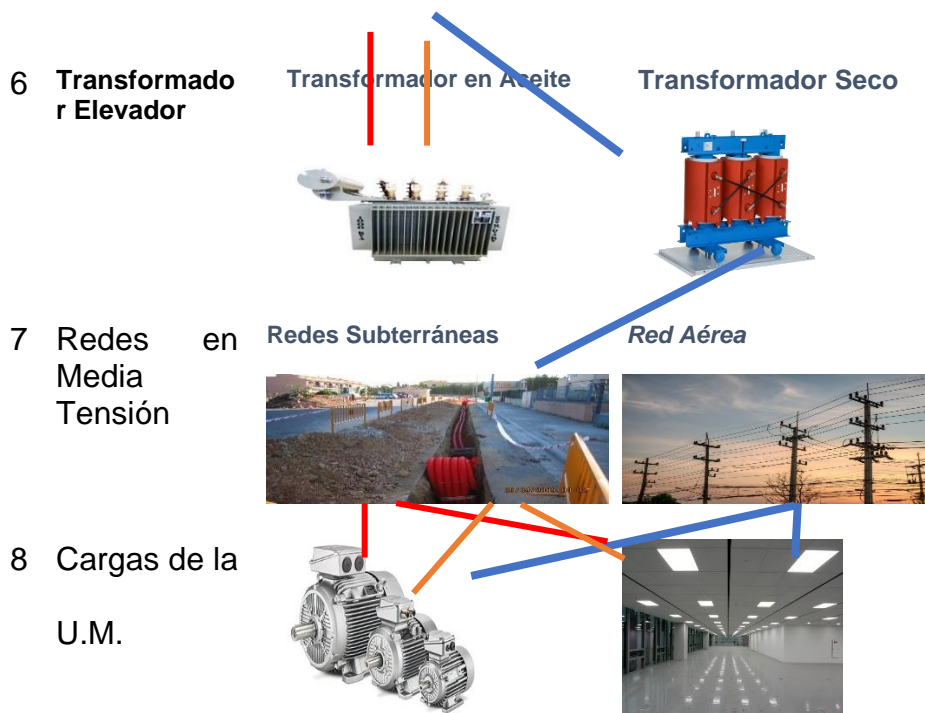 6 Transformado Transformador en Aceite Transformador Seco
r Elevador
7 Redes en Redes Subterráneas Red Aérea
Media
Tensión
8 Cargas de la
U.M.